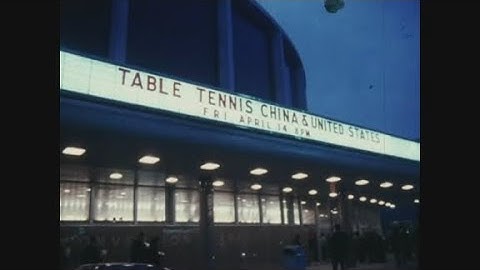 TABLE TENNIS CHINA & UNITED STATES
FRI APRIL 14 8PM